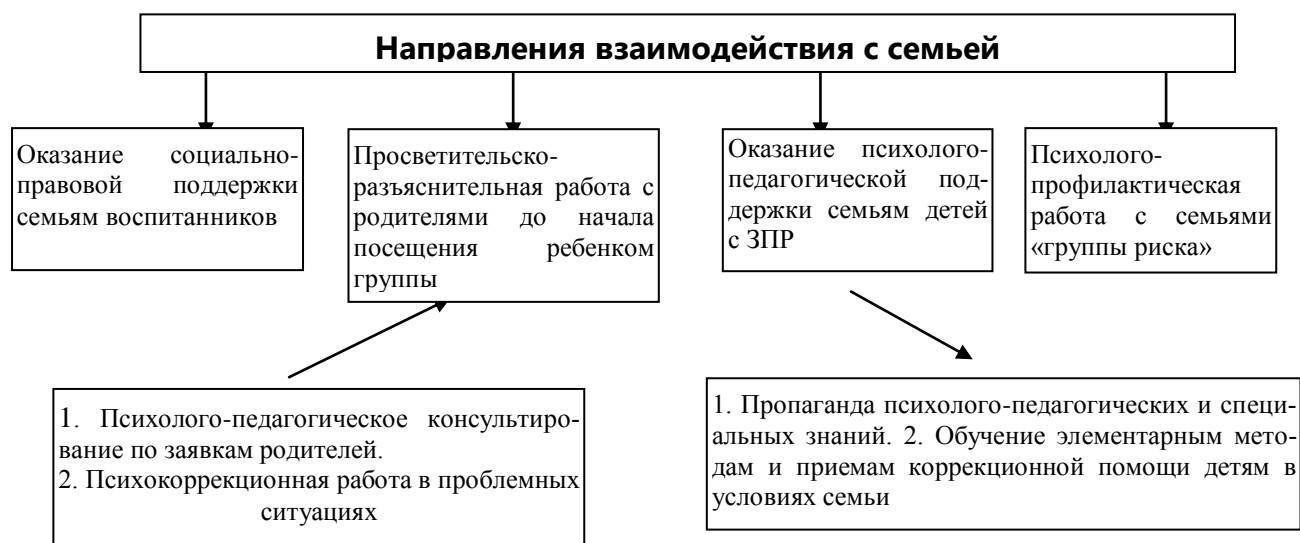 Направления взаимодействия с семьей
Оказание социально-
правовой поддержки
семьям воспитанников
Просветительско-
разъяснительная работа с
родителями до начала
посещения ребенком
группы
Оказание психолого-
педагогической под-
держки семьям детей
с ЗПР
Психолого-
профилактическая
работа с семьями
«группы риска»
1. Психолого-педагогическое консультиро-
вание по заявкам родителей.
2. Психокоррекционная работа в проблемных
ситуациях
1. Пропаганда психолого-педагогических и специ-
альных знаний. 2. Обучение элементарным мето-
дам и приемам коррекционной помощи детям в
условиях семьи